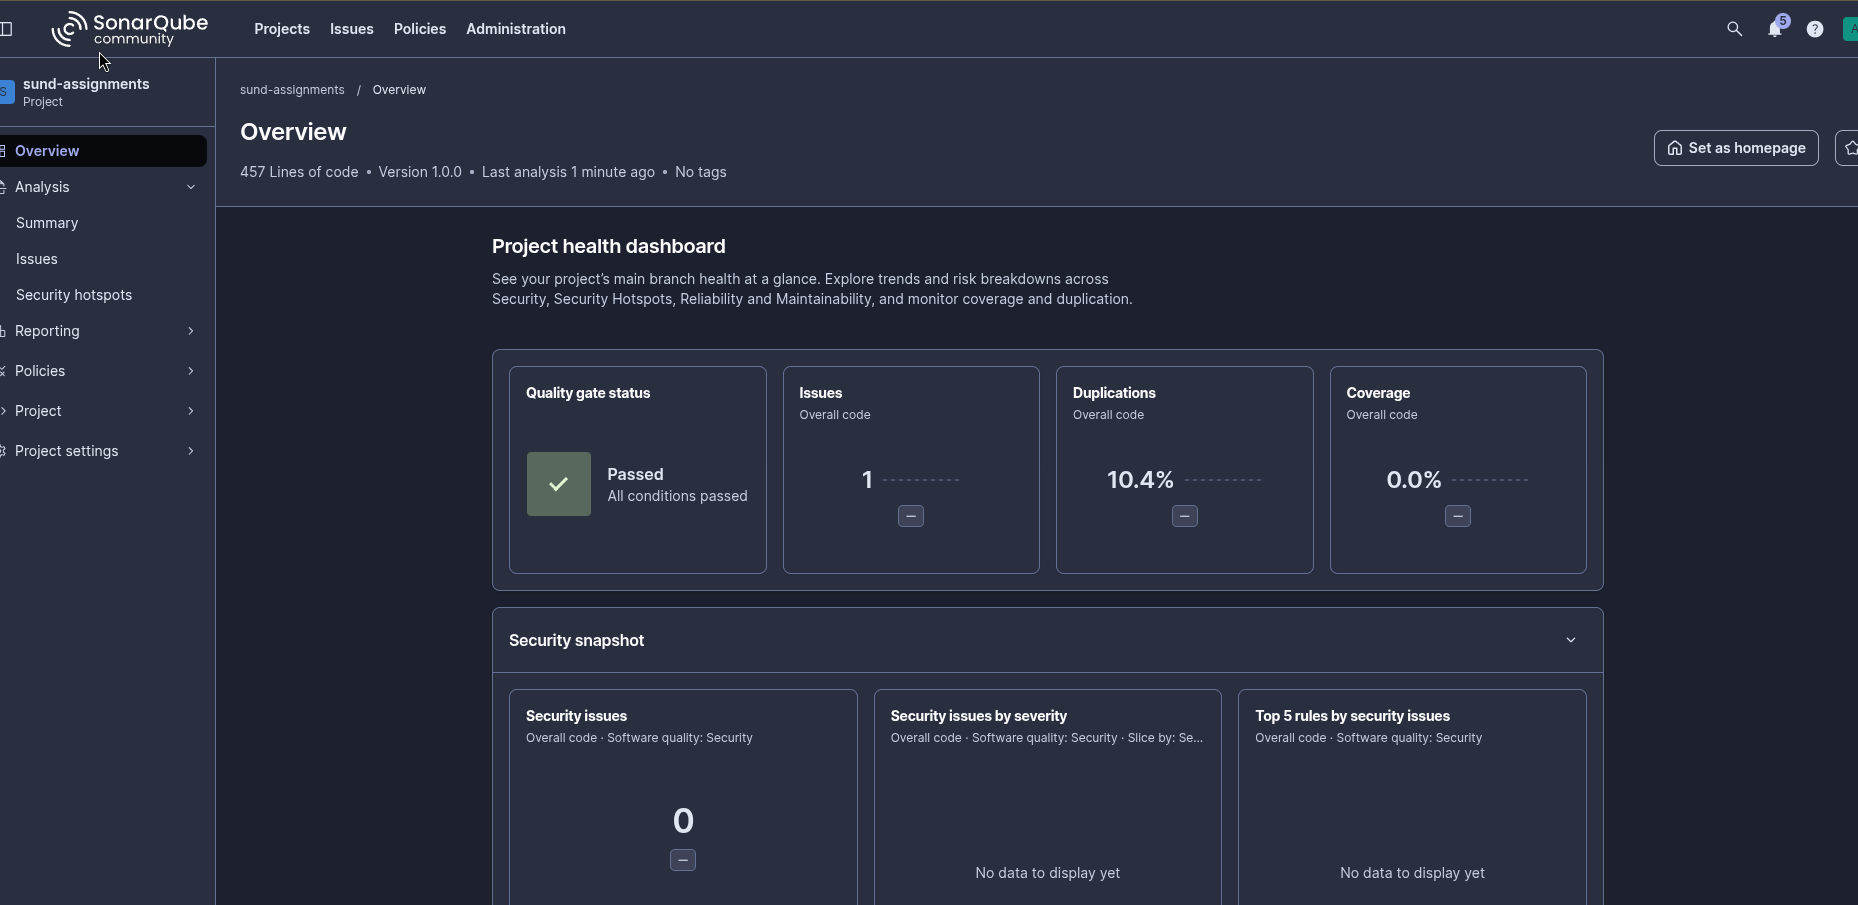 SonarQube
community
Projects Issues Policies Administration
5
?
A
S
sund-assignments
Project
Overview
Analysis
Summary
Issues
Security hotspots
Reporting
Policies
Project
Project settings
sund-assignments / Overview
Overview
457 Lines of code • Version 1.0.0 • Last analysis 1 minute ago • No tags
Set as homepage
Project health dashboard
See your project's main branch health at a glance. Explore trends and risk breakdowns across
Security, Security Hotspots, Reliability and Maintainability, and monitor coverage and duplication.
Quality gate status
Passed
All conditions passed
Issues
Overall code
1
Duplications
Overall code
10.4%
Coverage
Overall code
0.0%
Security snapshot
Security issues
Overall code · Software quality: Security
0
Security issues by severity
Overall code · Software quality: Security · Slice by: Se...
No data to display yet
Top 5 rules by security issues
Overall code · Software quality: Security
No data to display yet